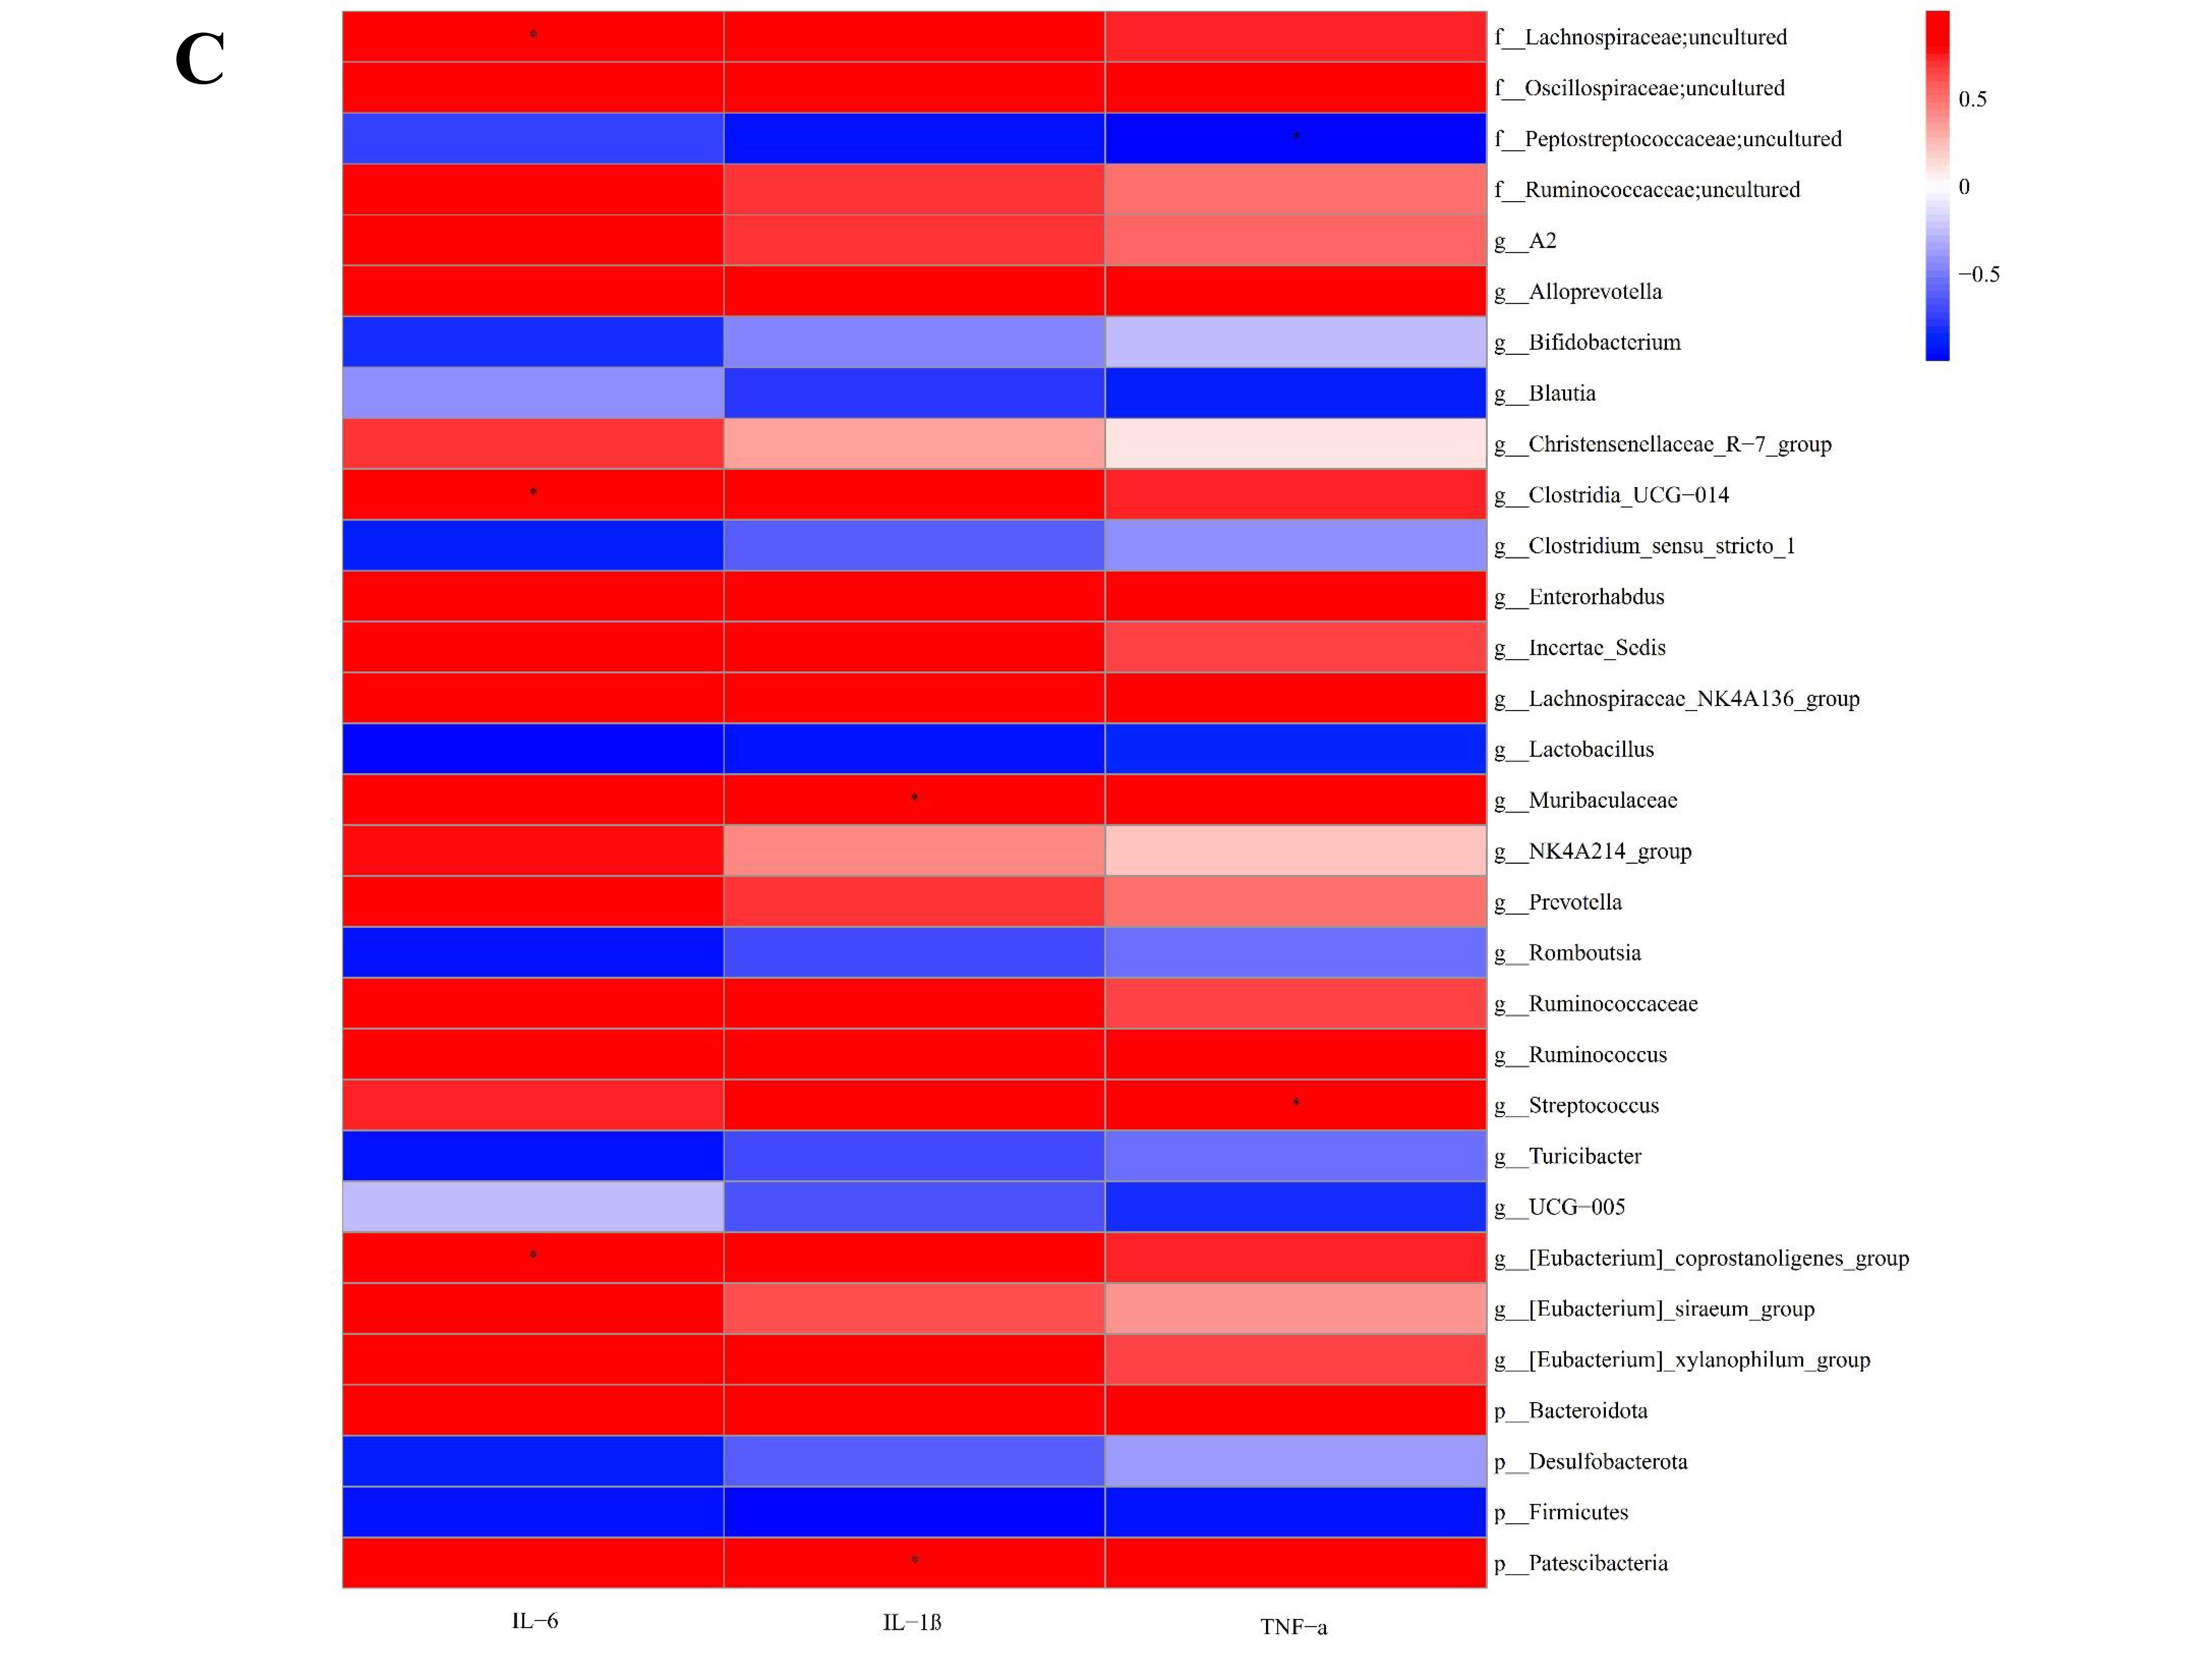 C
*
f__Lachnospiraceae;uncultured
f__Oscillospiraceae;uncultured
*
f__Peptostreptococcaceae;uncultured
f__Ruminococcaceae;uncultured
g__A2
g__Alloprevotella
g__Bifidobacterium
g__Blautia
g__Christensenellaceae_R−7_group
*
g__Clostridia_UCG−014
g__Clostridium_sensu_stricto_1
g__Enterorhabdus
g__Incertae_Sedis
g__Lachnospiraceae_NK4A136_group
g__Lactobacillus
*
g__Muribaculaceae
g__NK4A214_group
g__Prevotella
g__Romboutsia
g__Ruminococcaceae
g__Ruminococcus
*
g__Streptococcus
g__Turicibacter
g__UCG−005
*
g__[Eubacterium]_coprostanoligenes_group
g__[Eubacterium]_siraeum_group
g__[Eubacterium]_xylanophilum_group
p__Bacteroidota
p__Desulfobacterota
p__Firmicutes
*
p__Patescibacteria
IL−6
IL−1ß
TNF−a
0.5
0
−0.5